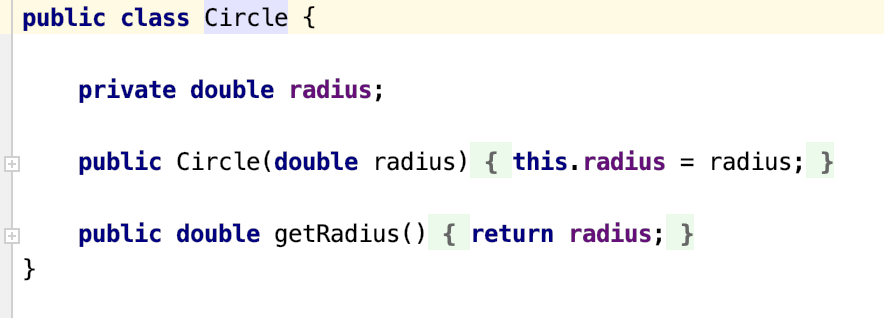 public class Circle {
private double radius;
public Circle(double radius) { this.radius = radius; }
public double getRadius() { return radius; }
}